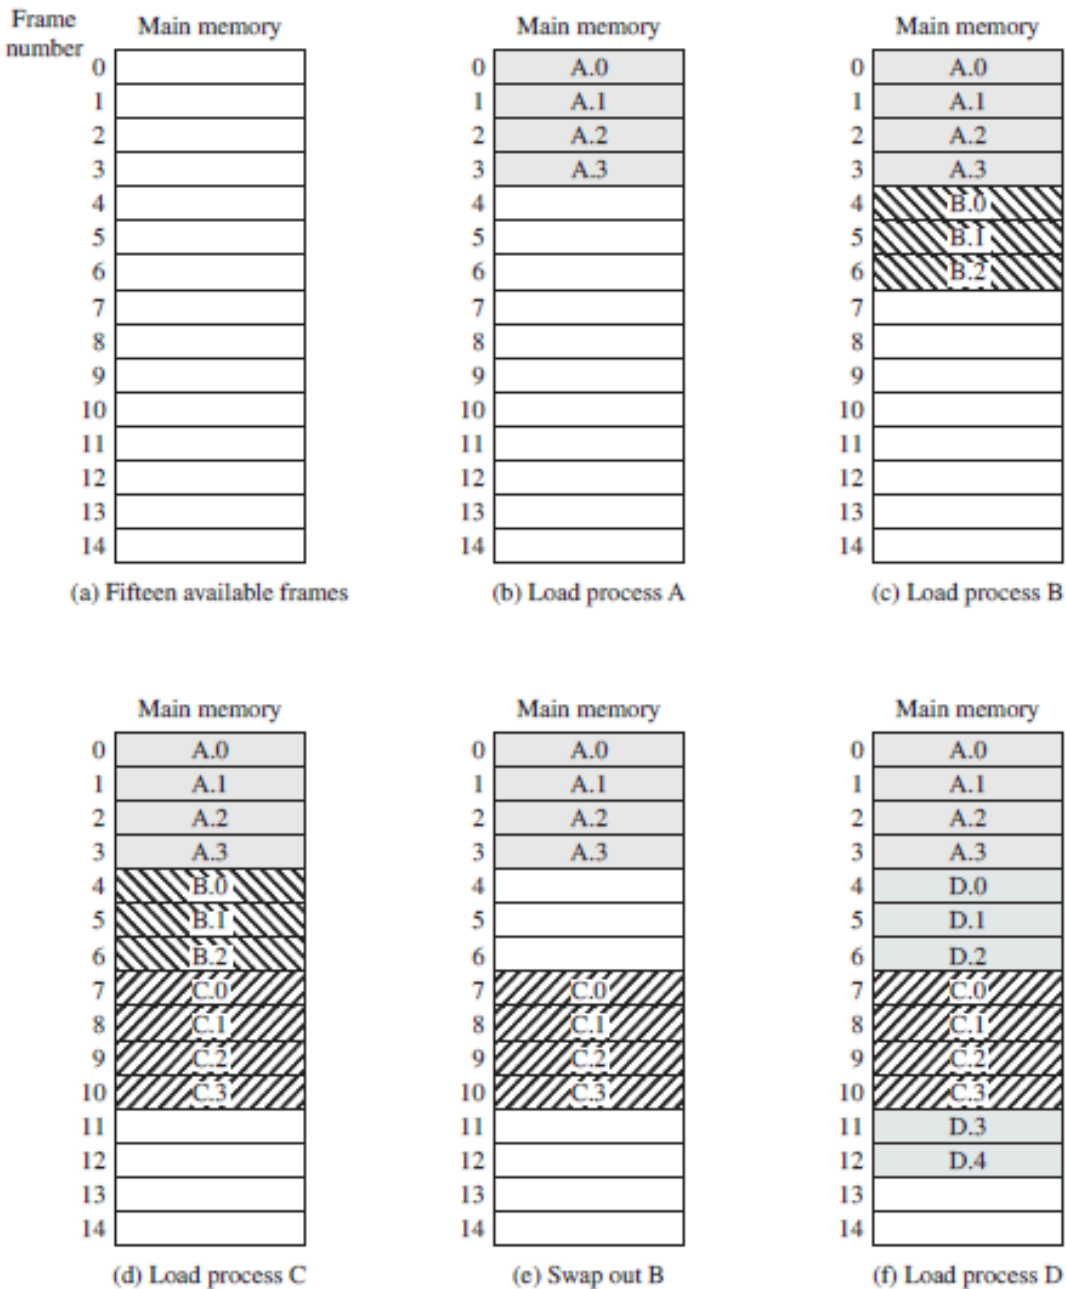 Frame number
Main memory
Main memory
Main memory
0
0 A.0
0 A.0
1
1 A.1
1 A.1
2
2 A.2
2 A.2
3
3 A.3
3 A.3
4
4
4 B.0
5
5
5 B.1
6
6
6 B.2
7
7
7
8
8
8
9
9
9
10
10
10
11
11
11
12
12
12
13
13
13
14
14
14
(a) Fifteen available frames
(b) Load process A
(c) Load process B
Main memory
Main memory
Main memory
0 A.0
0 A.0
0 A.0
1 A.1
1 A.1
1 A.1
2 A.2
2 A.2
2 A.2
3 A.3
3 A.3
3 A.3
4 B.0
4
4 D.0
5 B.1
5
5 D.1
6 B.2
6
6 D.2
7 C.0
7 C.0
7 C.0
8 C.1
8 C.1
8 C.1
9 C.2
9 C.2
9 C.2
10 C.3
10 C.3
10 C.3
11
11
11 D.3
12
12
12 D.4
13
13
13
14
14
14
(d) Load process C
(e) Swap out B
(f) Load process D